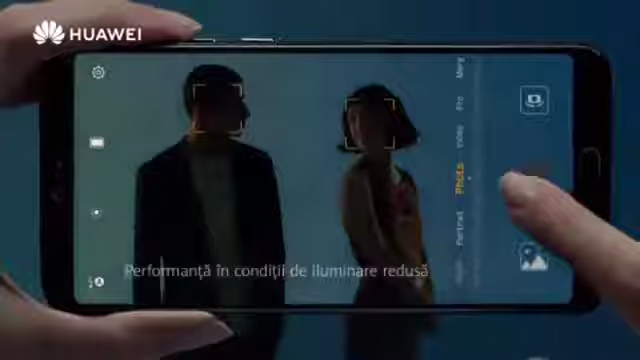 HUAWEI
Performanță în condiții de iluminare redusă
Photo
Portrait
Video
Pro